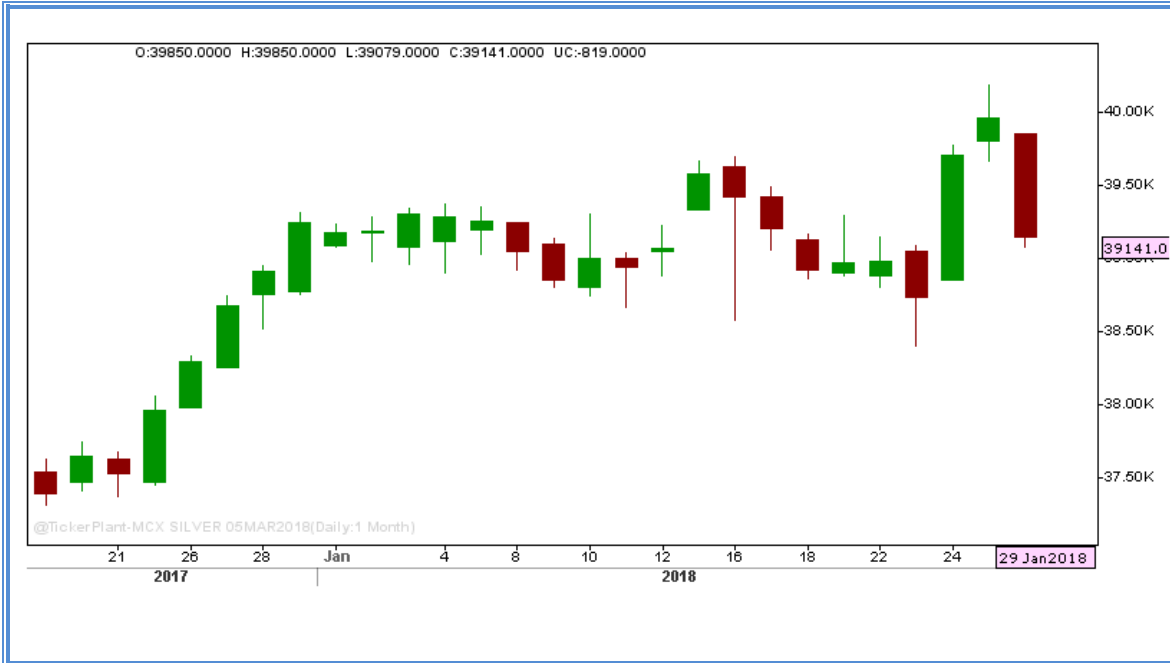 O:39850.0000 H:39850.0000 L:39079.0000 C:39141.0000 UC:-819.0000
40.00K
39.50K
39141.0
38.50K
38.00K
37.50K
@TickerPlant-MCX SILVER 05MAR2018(Daily:1 Month)
21 26 28 Jan 4 8 10 12 16 18 22 24 29 Jan2018
2017 2018